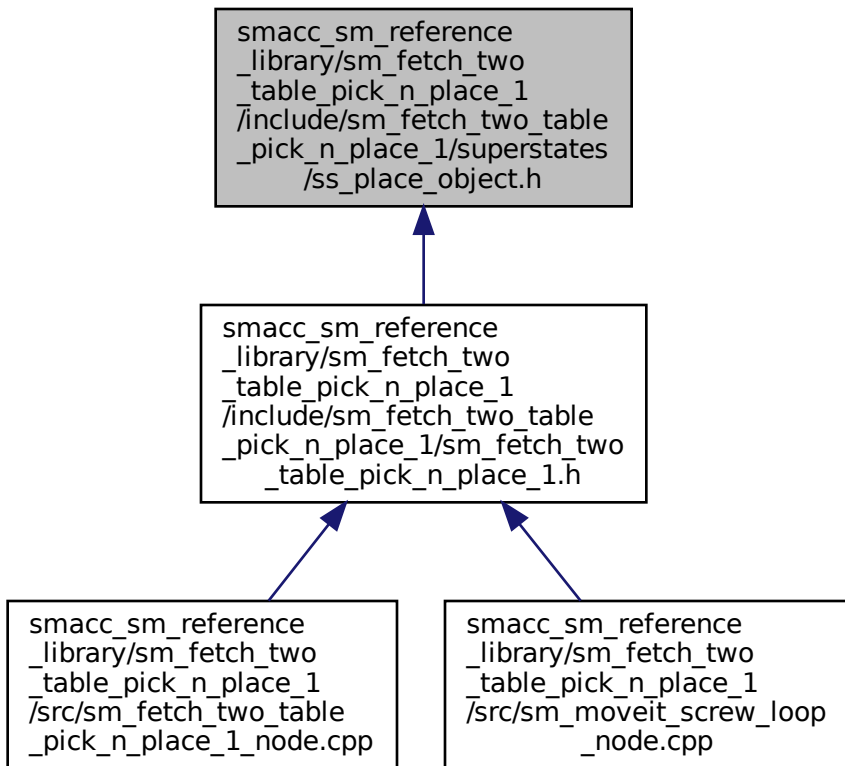 smacc_sm_reference
_library/sm_fetch_two
_table_pick_n_place_1
/include/sm_fetch_two_table
_pick_n_place_1/superstates
/ss_place_object.h
smacc_sm_reference
_library/sm_fetch_two
_table_pick_n_place_1
/include/sm_fetch_two_table
_pick_n_place_1/sm_fetch_two
_table_pick_n_place_1.h
smacc_sm_reference
_library/sm_fetch_two
_table_pick_n_place_1
/src/sm_fetch_two_table
_pick_n_place_1_node.cpp
smacc_sm_reference
_library/sm_fetch_two
_table_pick_n_place_1
/src/sm_moveit_screw_loop
_node.cpp